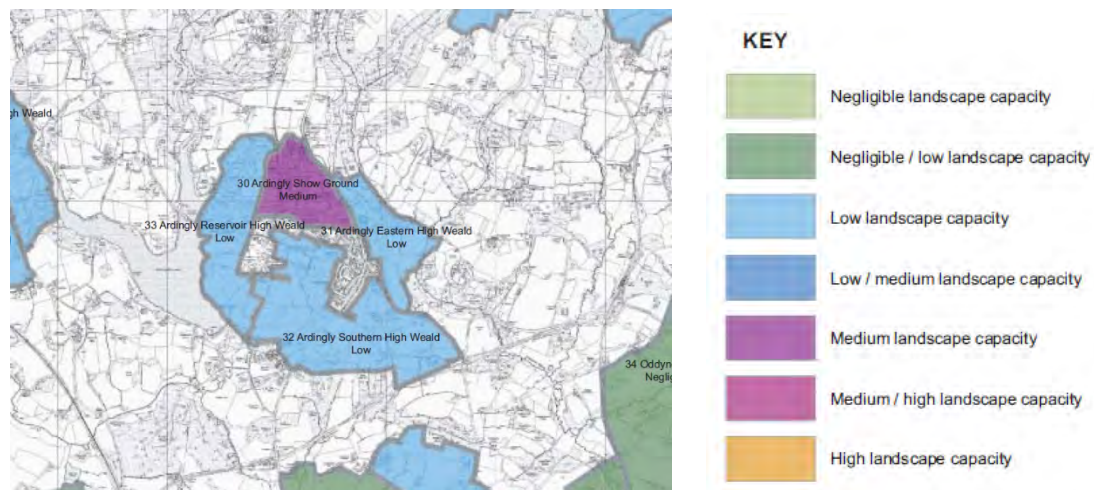 gh Weald
30 Ardingly Show Ground
Medium
33 Ardingly Reservoir High Weald
Low
31 Ardingly Eastern High Weald
Low
32 Ardingly Southern High Weald
Low
34 Oddyn
Neglig
KEY
Negligible landscape capacity
Negligible / low landscape capacity
Low landscape capacity
Low / medium landscape capacity
Medium landscape capacity
Medium / high landscape capacity
High landscape capacity